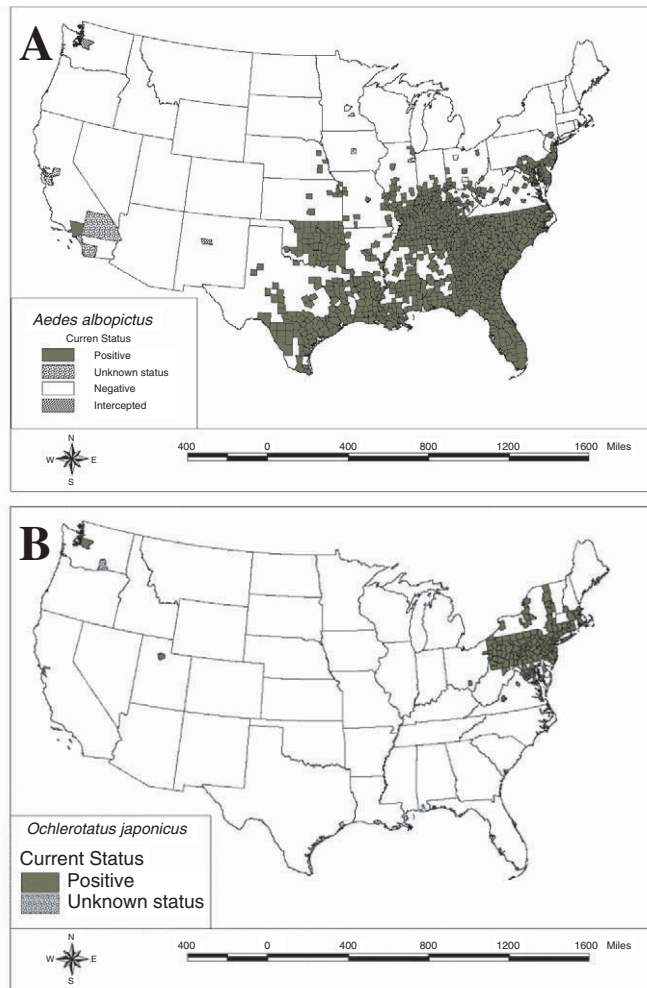 A
Aedes albopictus
Curren Status
Positive
Unknown status
Negative
Intercepted
N
W E
S
400 0 400 800 1200 1600 Miles
B
Ochlerotatus japonicus
Current Status
Positive
Unknown status
N
W E
S
400 0 400 800 1200 1600 Miles